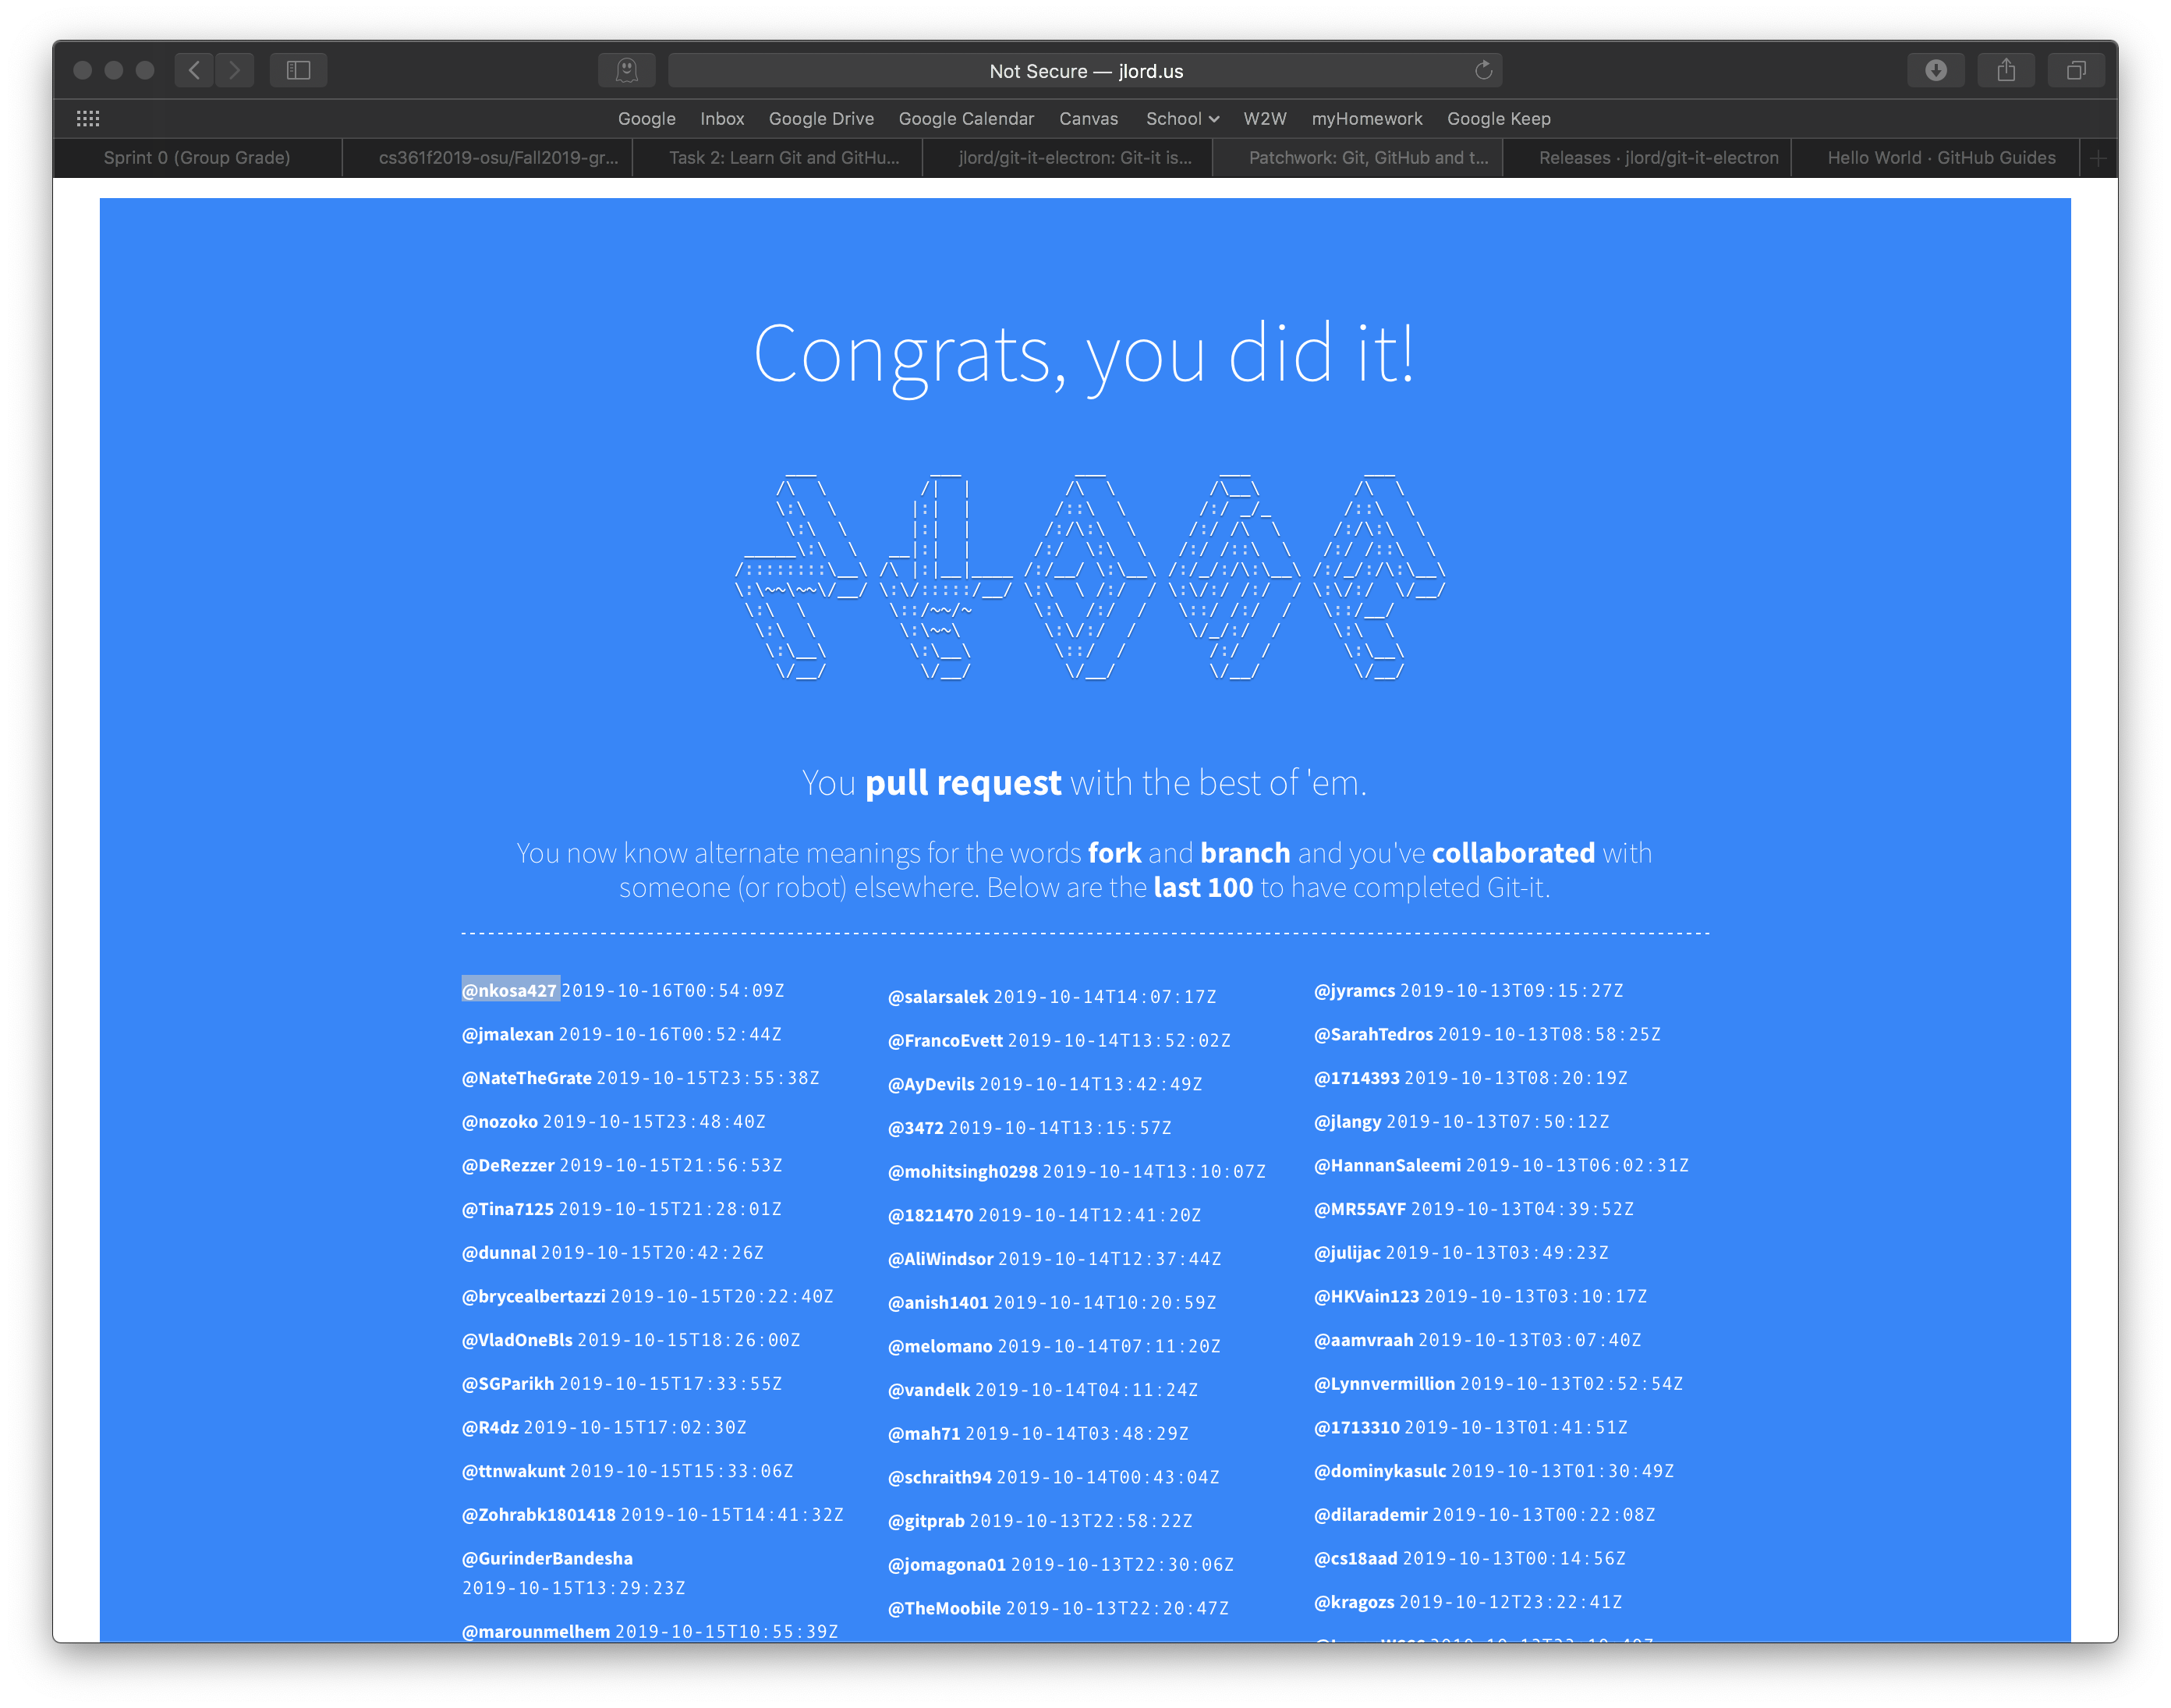 Not Secure — jlord.us
Google Inbox Google Drive Google Calendar Canvas School W2W myHomework Google Keep
Sprint 0 (Group Grade) cs361f2019-osu/Fall2019-gr... Task 2: Learn Git and GitHu... jlord/git-it-electron: Git-it is... Patchwork: Git, GitHub and t... Releases · jlord/git-it-electron Hello World · GitHub Guides
Congrats, you did it!
You pull request with the best of 'em.
You now know alternate meanings for the words fork and branch and you've collaborated with
someone (or robot) elsewhere. Below are the last 100 to have completed Git-it.
@nkosa427 2019-10-16T00:54:09Z
@jmalexan 2019-10-16T00:52:44Z
@NateTheGrate 2019-10-15T23:55:38Z
@nozoko 2019-10-15T23:48:40Z
@DeRezzer 2019-10-15T21:56:53Z
@Tina7125 2019-10-15T21:28:01Z
@dunnal 2019-10-15T20:42:26Z
@brycealbertazzi 2019-10-15T20:22:40Z
@VladOneBls 2019-10-15T18:26:00Z
@SGParikh 2019-10-15T17:33:55Z
@R4dz 2019-10-15T17:02:30Z
@ttnwakunt 2019-10-15T15:33:06Z
@Zohrabk1801418 2019-10-15T14:41:32Z
@GurinderBandesha
2019-10-15T13:29:23Z
@marounmelhem 2019-10-15T10:55:39Z
@salarsalek 2019-10-14T14:07:17Z
@FrancoEvett 2019-10-14T13:52:02Z
@AyDevils 2019-10-14T13:42:49Z
@3472 2019-10-14T13:15:57Z
@mohitsingh0298 2019-10-14T13:10:07Z
@1821470 2019-10-14T12:41:20Z
@AliWindsor 2019-10-14T12:37:44Z
@anish1401 2019-10-14T10:20:59Z
@melomano 2019-10-14T07:11:20Z
@vandelk 2019-10-14T04:11:24Z
@mah71 2019-10-14T03:48:29Z
@schraith94 2019-10-14T00:43:04Z
@gitprab 2019-10-13T22:58:22Z
@jomagona01 2019-10-13T22:30:06Z
@TheMoobile 2019-10-13T22:20:47Z
@jyramcs 2019-10-13T09:15:27Z
@SarahTedros 2019-10-13T08:58:25Z
@1714393 2019-10-13T08:20:19Z
@jlangy 2019-10-13T07:50:12Z
@HannanSaleemi 2019-10-13T06:02:31Z
@MR55AYF 2019-10-13T04:39:52Z
@julijac 2019-10-13T03:49:23Z
@HKVain123 2019-10-13T03:10:17Z
@aamvraah 2019-10-13T03:07:40Z
@Lynnvermillion 2019-10-13T02:52:54Z
@1713310 2019-10-13T01:41:51Z
@dominykasulc 2019-10-13T01:30:49Z
@dilarademir 2019-10-13T00:22:08Z
@cs18aad 2019-10-13T00:14:56Z
@kragozs 2019-10-12T23:22:41Z